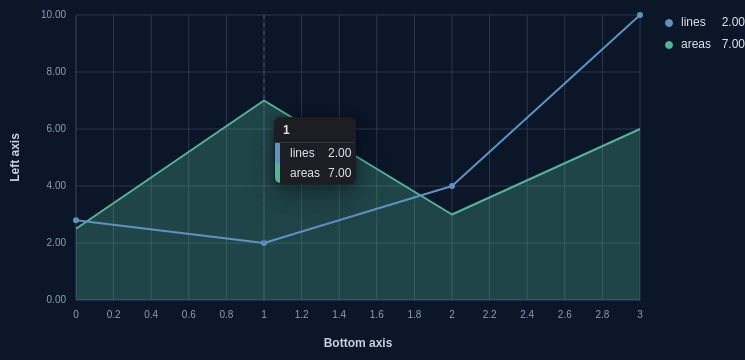 10.00
8.00
6.00
4.00
2.00
0.00
Left axis
0 0.2 0.4 0.6 0.8 1 1.2 1.4 1.6 1.8 2 2.2 2.4 2.6 2.8 3
Bottom axis
1
lines 2.00
areas 7.00
lines 2.00
areas 7.00